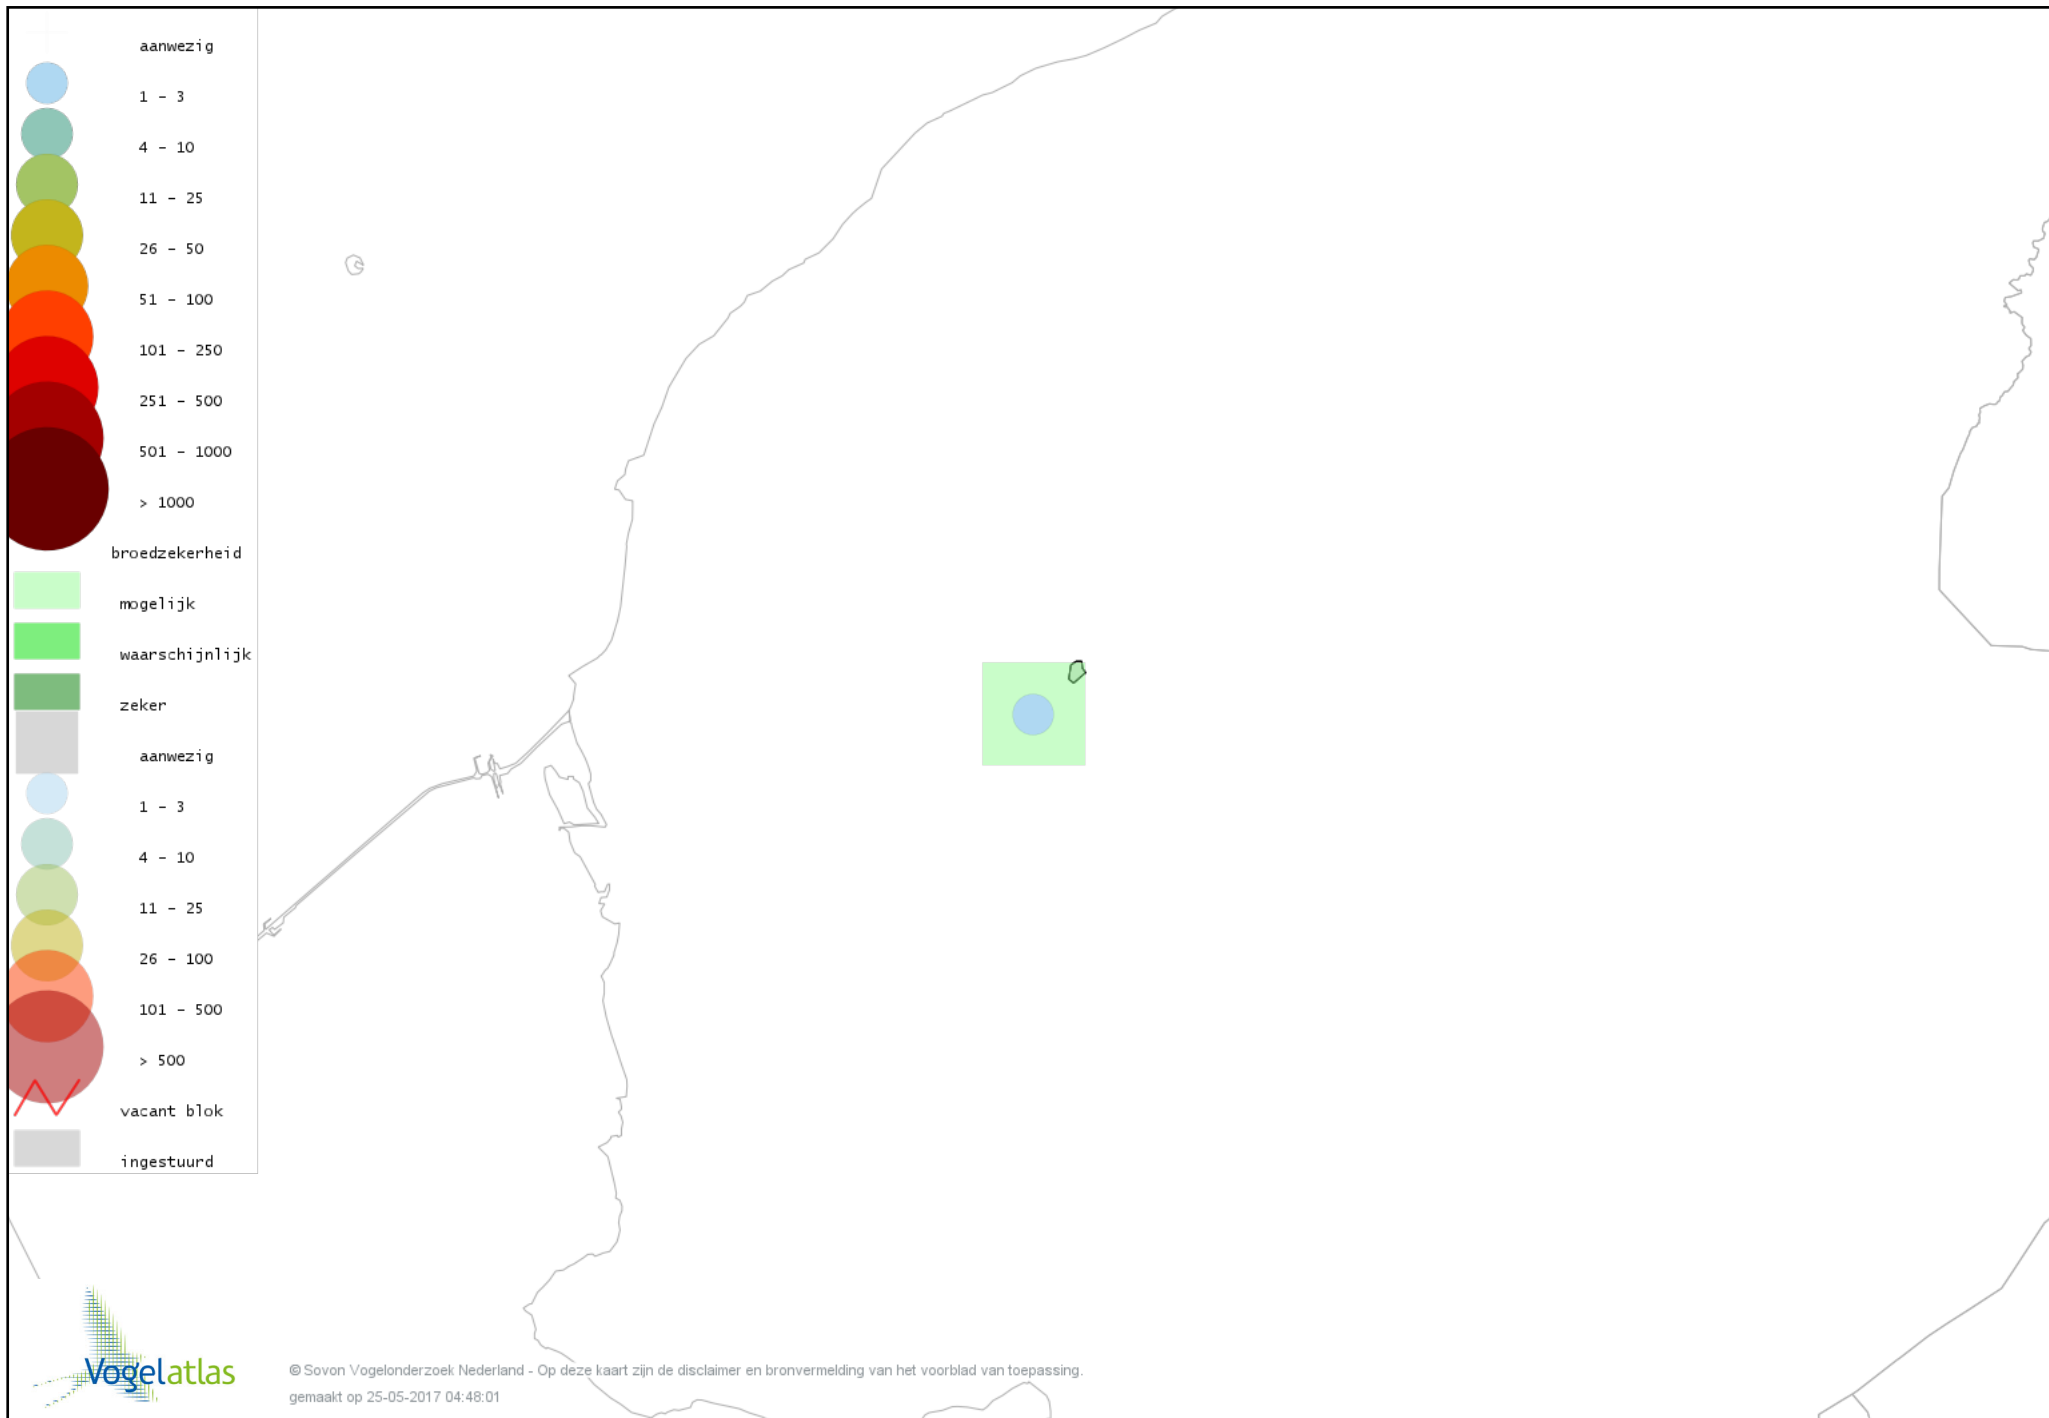 aanwezig
1 - 3
4 - 10
11 - 25
26 - 50
51 - 100
101 - 250
251 - 500
501 - 1000
> 1000
broedzekerheid
mogelijk
waarschijnlijk
zeker
aanwezig
1 - 3
4 - 10
11 - 25
26 - 100
101 - 500
> 500
vacant blok
ingestuurd
Vogelatlas
© Sovon Vogelonderzoek Nederland - Op deze kaart zijn de disclaimer en bronvermelding van het voorblad van toepassing.
gemaakt op 25-05-2017 04:48:01